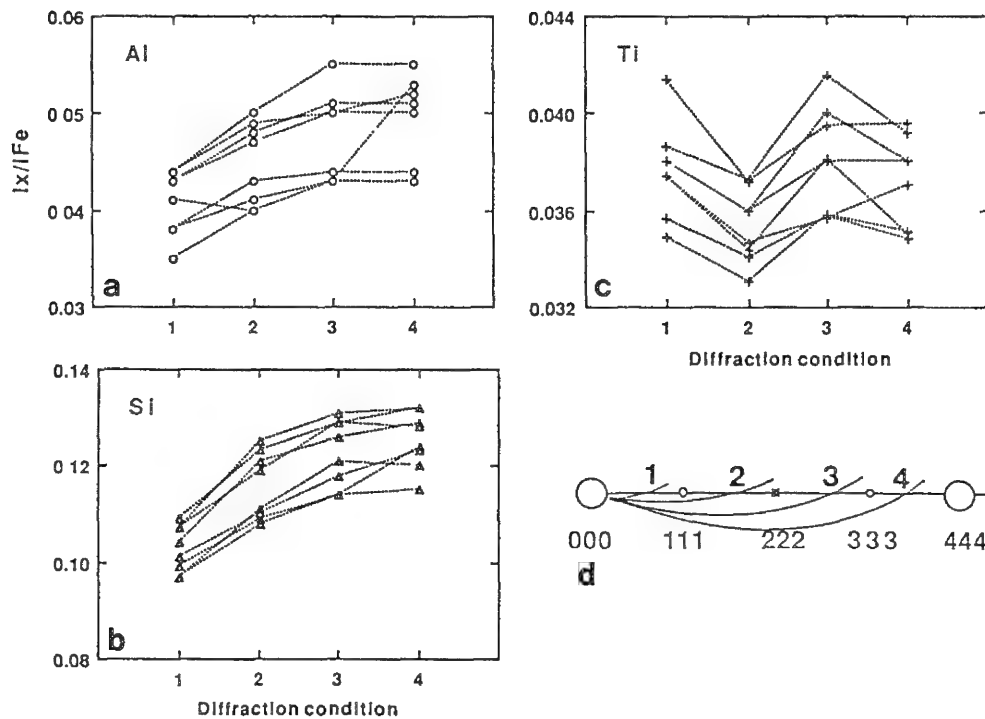 0.06
Al
0.05
Ix/IFe
0.04
0.03
a
1 2 3 4
0.14
Si
0.12
0.10
0.08
b
1 2 3 4
Diffraction condition
0.044
Ti
0.040
0.036
0.032
c
1 2 3 4
Diffraction condition
1 2 3 4
000 111 222 333 444
d